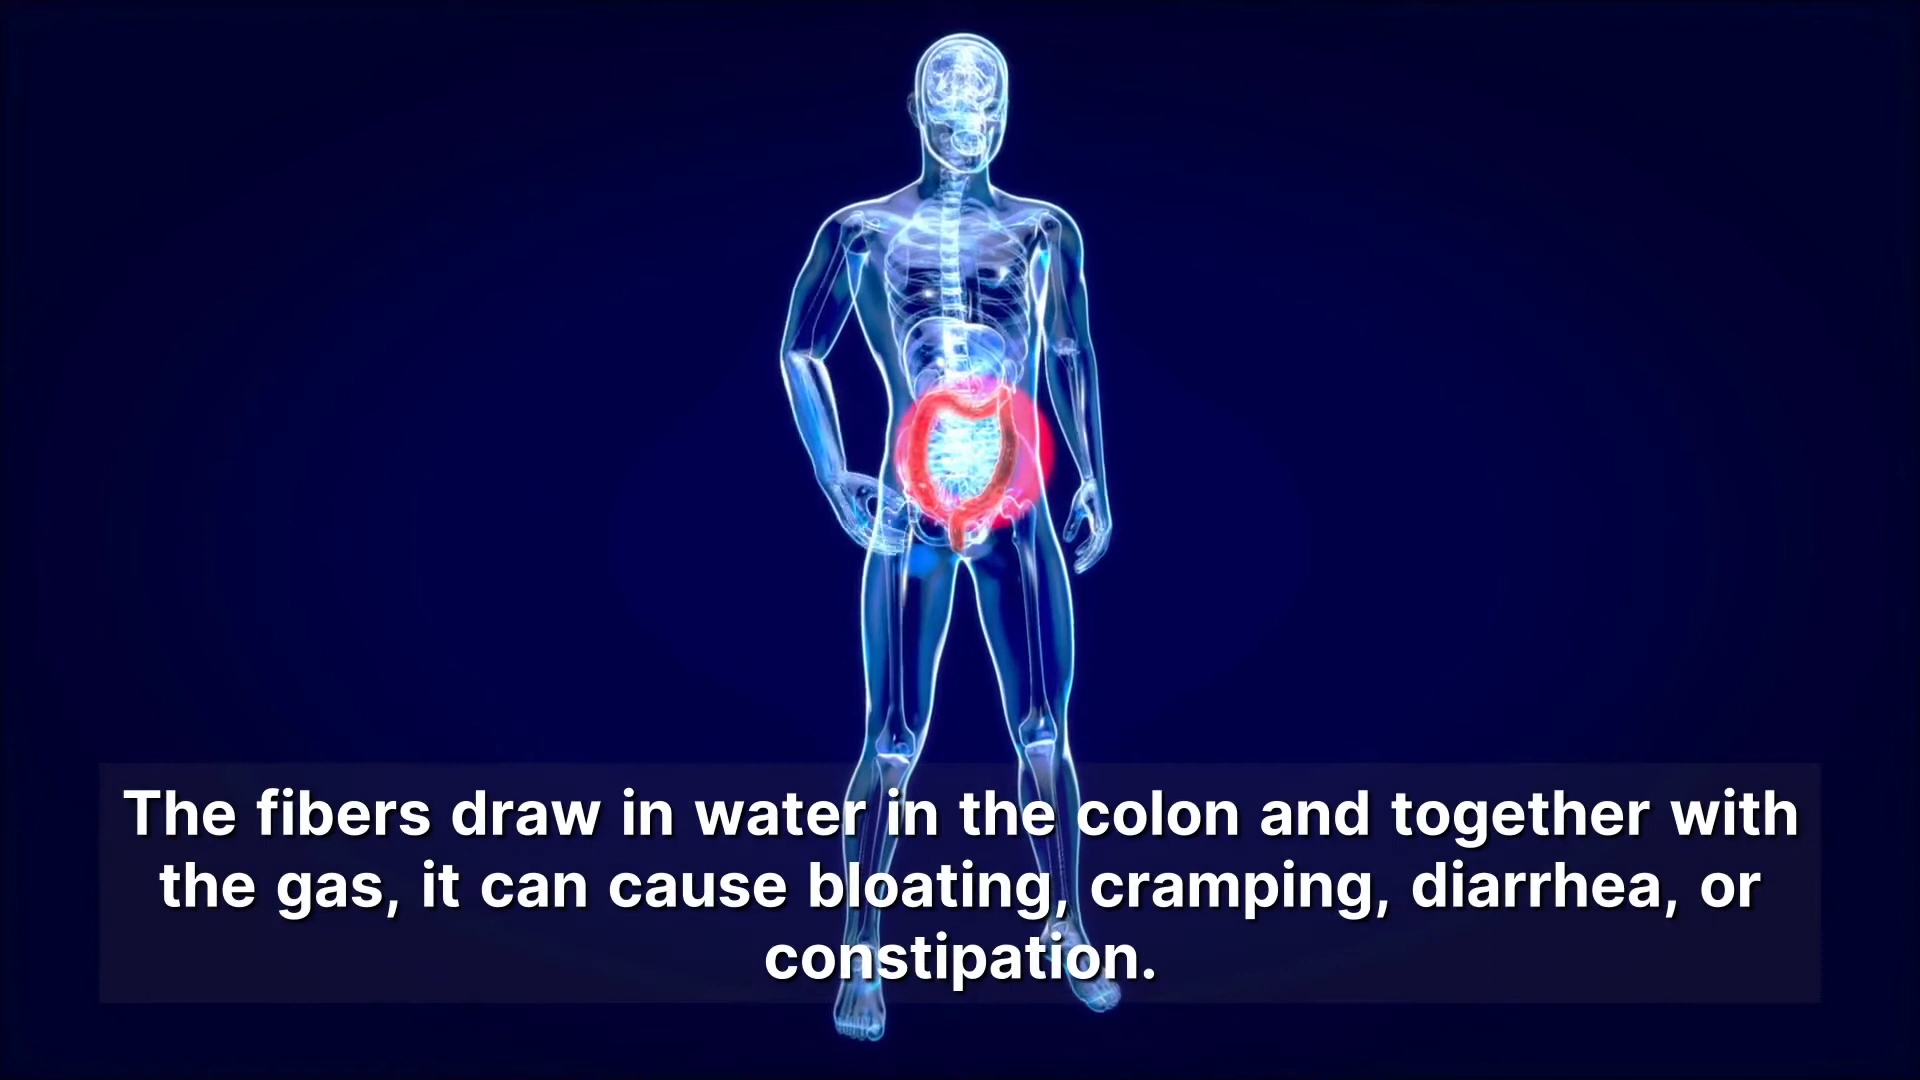 The fibers draw in water in the colon and together with
the gas, it can cause bloating, cramping, diarrhea, or
constipation.